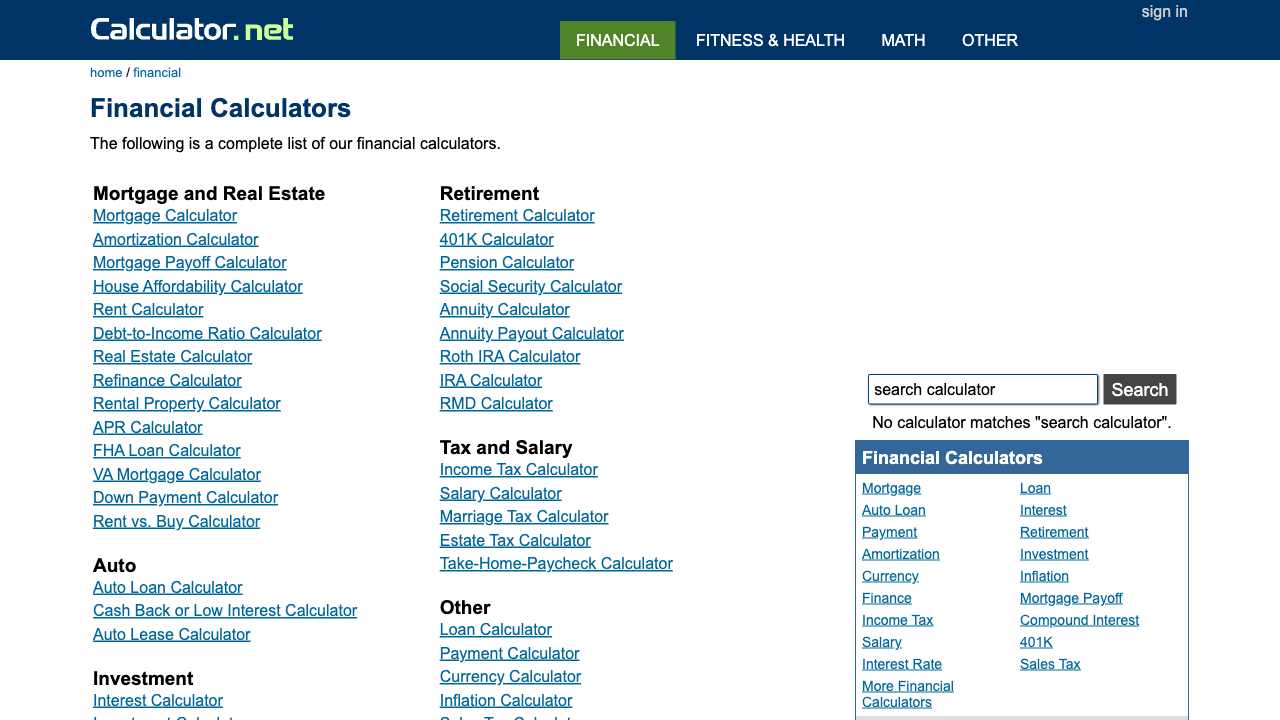 Calculator.net
sign in
FINANCIAL
FITNESS & HEALTH
MATH
OTHER
home / financial
Financial Calculators
The following is a complete list of our financial calculators.
Mortgage and Real Estate
Mortgage Calculator
Amortization Calculator
Mortgage Payoff Calculator
House Affordability Calculator
Rent Calculator
Debt-to-Income Ratio Calculator
Real Estate Calculator
Refinance Calculator
Rental Property Calculator
APR Calculator
FHA Loan Calculator
VA Mortgage Calculator
Down Payment Calculator
Rent vs. Buy Calculator
Auto
Auto Loan Calculator
Cash Back or Low Interest Calculator
Auto Lease Calculator
Investment
Interest Calculator
Retirement
Retirement Calculator
401K Calculator
Pension Calculator
Social Security Calculator
Annuity Calculator
Annuity Payout Calculator
Roth IRA Calculator
IRA Calculator
RMD Calculator
Tax and Salary
Income Tax Calculator
Salary Calculator
Marriage Tax Calculator
Estate Tax Calculator
Take-Home-Paycheck Calculator
Other
Loan Calculator
Payment Calculator
Currency Calculator
Inflation Calculator
search calculator
Search
No calculator matches "search calculator".
Financial Calculators
Mortgage
Loan
Auto Loan
Interest
Payment
Retirement
Amortization
Investment
Currency
Inflation
Finance
Mortgage Payoff
Income Tax
Compound Interest
Salary
401K
Interest Rate
Sales Tax
More Financial
Calculators